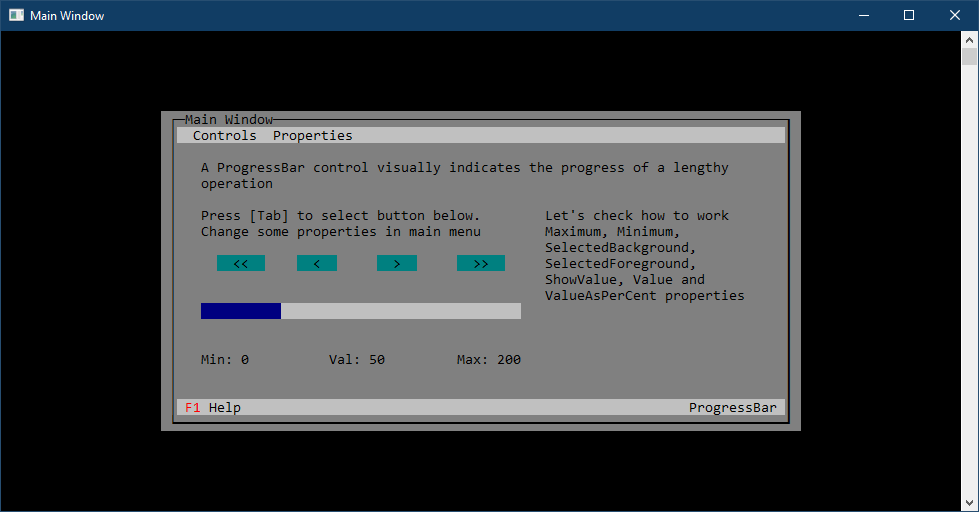 Main Window
Main Window
Controls Properties
A ProgressBar control visually indicates the progress of a lengthy
operation
Press [Tab] to select button below.
Change some properties in main menu
<< < > >>
Let's check how to work
Maximum, Minimum,
SelectedBackground,
SelectedForeground,
ShowValue, Value and
ValueAsPerCent properties
Min: 0 Val: 50 Max: 200
F1 Help ProgressBar